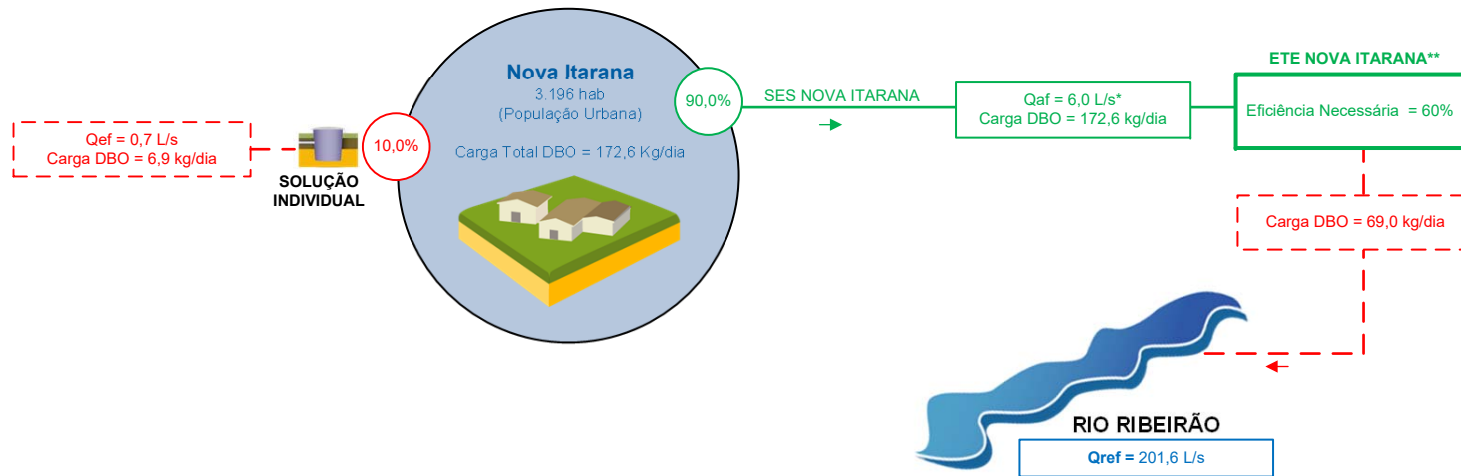 ETE NOVA ITARANA**
Nova Itarana
3.196 hab
(População Urbana)
Carga Total DBO = 172,6 Kg/dia
90,0%
SES NOVA ITARANA
Qaf = 6,0 L/s*
Carga DBO = 172,6 kg/dia
Eficiência Necessária = 60%
Qef = 0,7 L/s
Carga DBO = 6,9 kg/dia
10,0%
SOLUÇÃO
INDIVIDUAL
Carga DBO = 69,0 kg/dia
RIO RIBEIRÃO
Qref = 201,6 L/s